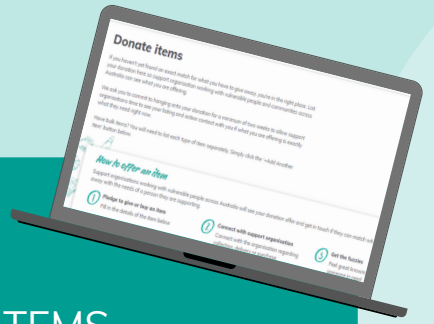 Donate items
If you haven't yet found an exact match for what you have to give away, you're in the right place. List
your donation here so support organisation working with vulnerable people and communities across
Australia can see what you are offering.
We ask you to commit to hanging onto your donation for a minimum of two weeks to allow support
organisations time to see your listing and action contact with you if what you are offering is exactly
what they need right now.
Have bulk items? You will need to list each type of item separately. Simply click the '+Add Another
Item' button below.
How to offer an item
Support organisations working with vulnerable people across Australia will see your donation offer and get in touch if they can match
away with the needs of a person they are supporting.
1 Pledge to give or buy an item
Fill in the details of the item below
2 Connect with support organisation
Connect with the organisation regarding
collection, delivery or purchase
3 Get the fuzzies
Feel great knowing
TEMS